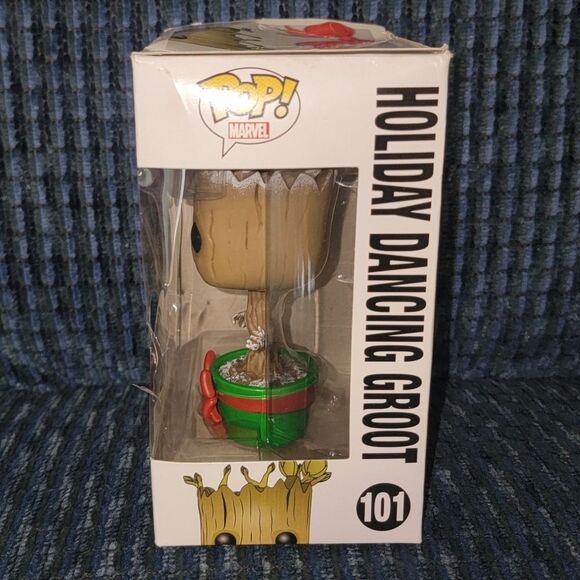 POP!
MARVEL
HOLIDAY DANCING GROOT
101